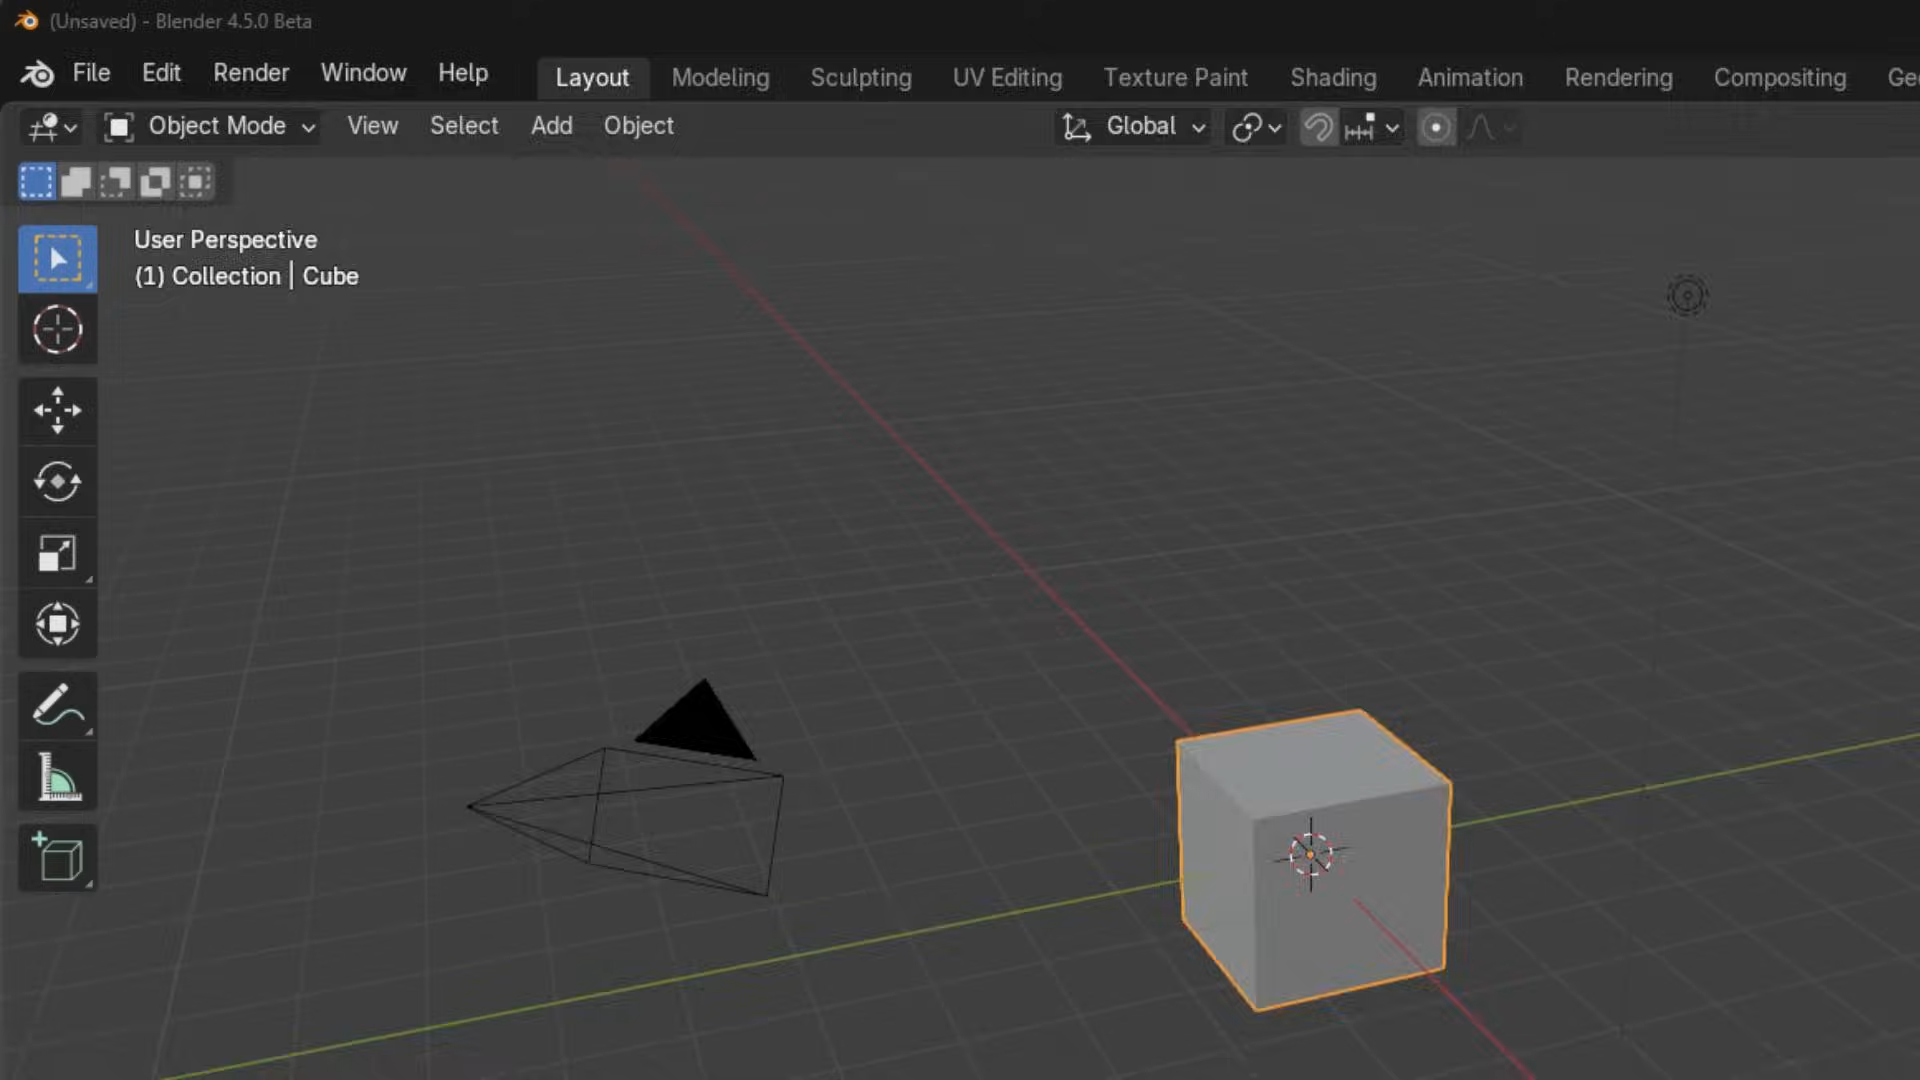 (Unsaved) - Blender 4.5.0 Beta
File Edit Render Window Help Layout Modeling Sculpting UV Editing Texture Paint Shading Animation Rendering Compositing
Object Mode View Select Add Object Global
User Perspective
(1) Collection | Cube